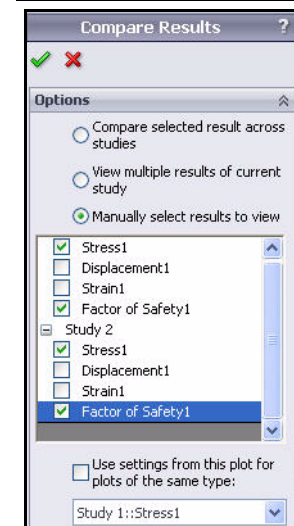 Compare Results ?
Options
Compare selected result across
studies
View multiple results of current
study
Manually select results to view
Stress1
Displacement1
Strain1
Factor of Safety1
Study 2
Stress1
Displacement1
Strain1
Factor of Safety1
Use settings from this plot for
plots of the same type:
Study 1::Stress1